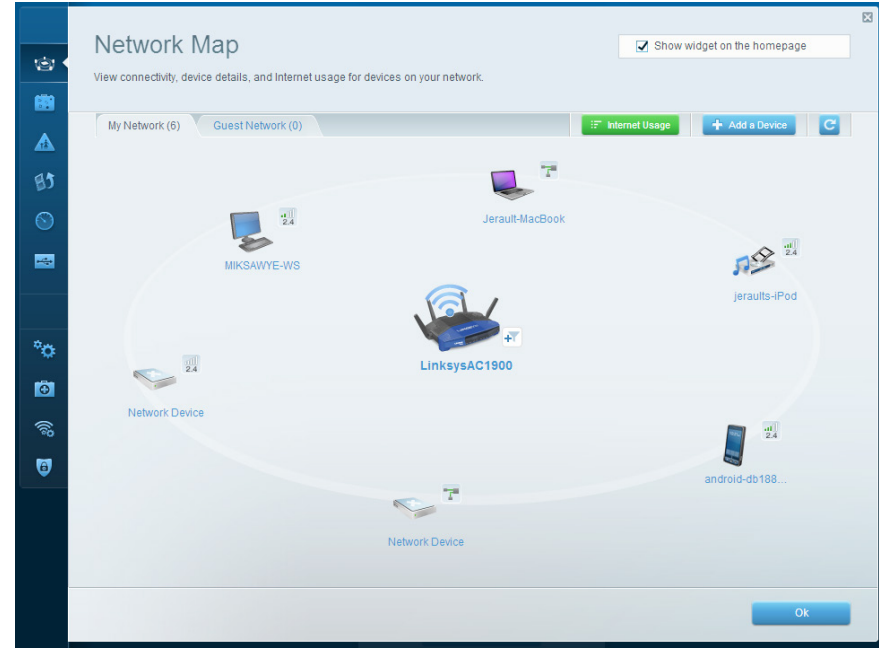 Network Map
Show widget on the homepage
View connectivity, device details, and Internet usage for devices on your network.
My Network (6)
Guest Network (0)
Internet Usage
Add a Device
Jerault-MacBook
2.4
MIKSAWYE-WS
2.4
jeraults-iPod
LinksysAC1900
2.4
Network Device
2.4
android-db188...
Network Device
Ok